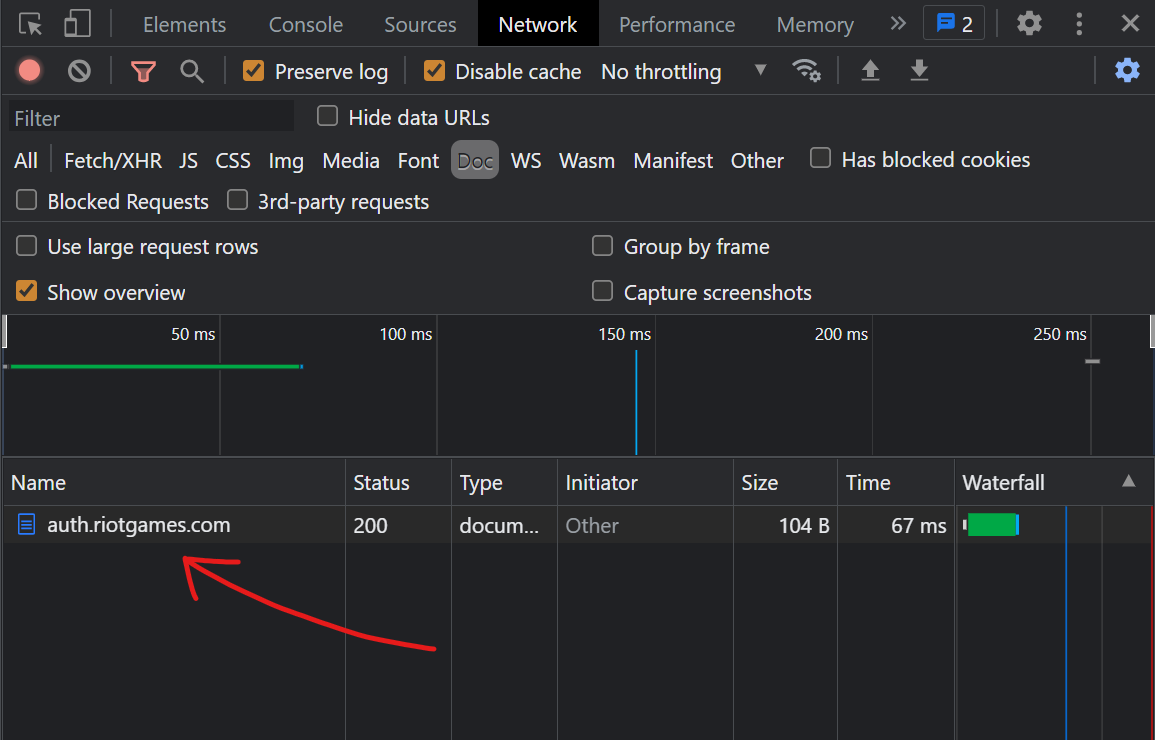 Elements Console Sources Network Performance Memory » 2
Preserve log Disable cache No throttling
Filter Hide data URLs
All Fetch/XHR JS CSS Img Media Font Doc WS Wasm Manifest Other Has blocked cookies
Blocked Requests 3rd-party requests
Use large request rows Group by frame
Show overview Capture screenshots
50 ms 100 ms 150 ms 200 ms 250 ms
Name Status Type Initiator Size Time Waterfall
auth.riotgames.com 200 docum... Other 104 B 67 ms